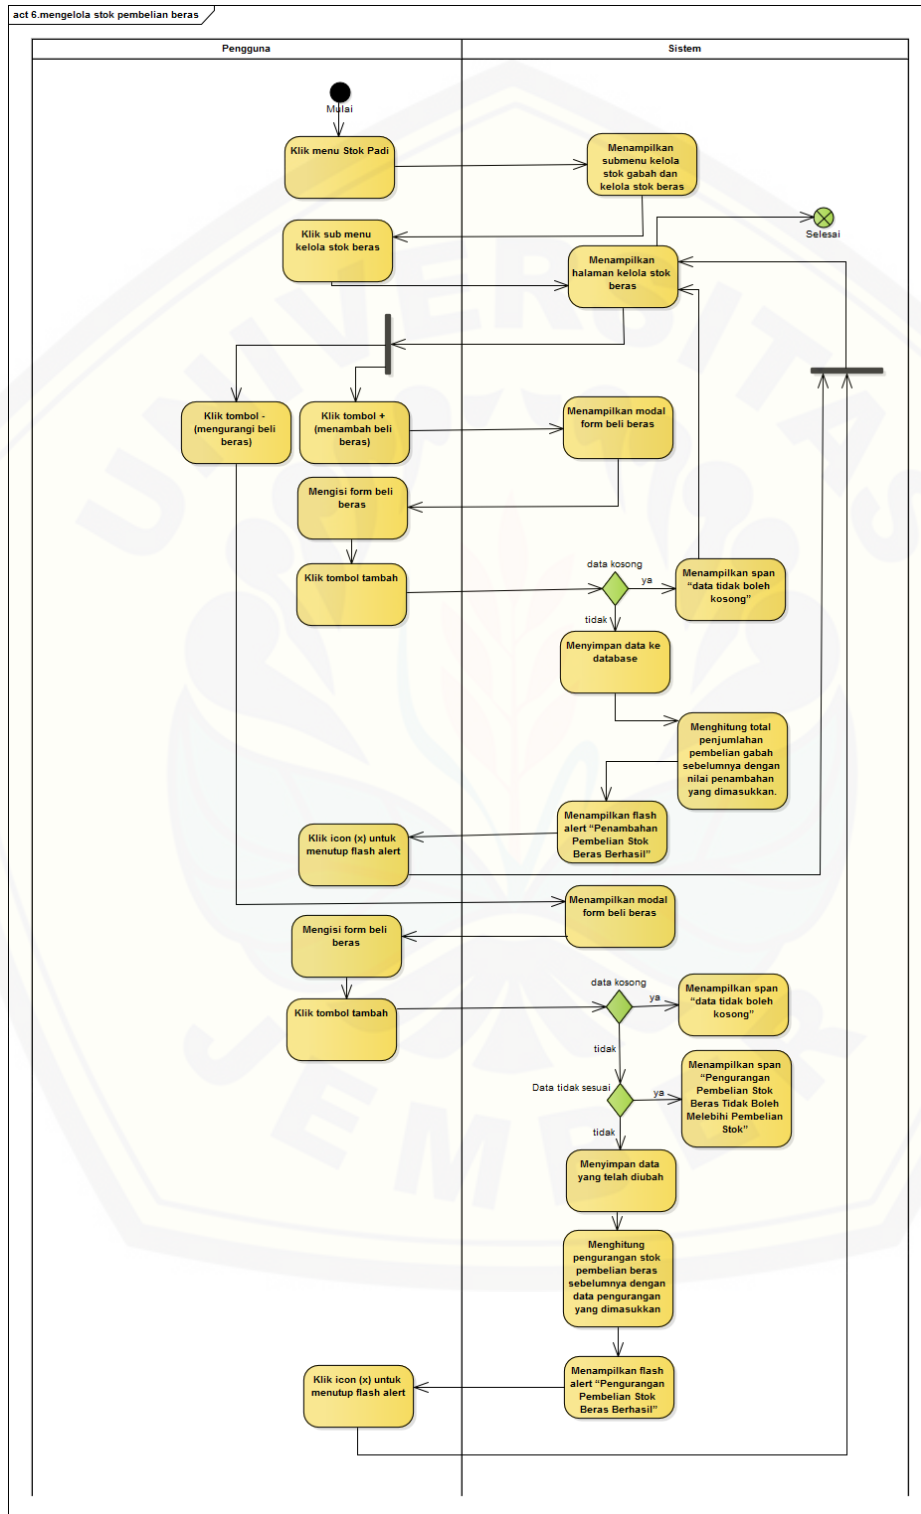 act 6.mengelola stok pembelian beras
Pengguna
Sistem
Mulai
Klik menu Stok Padi
Menampilkan
submenu kelola
stok gabah dan
kelola stok beras
Klik sub menu
kelola stok beras
Selesai
Menampilkan
halaman kelola stok
beras
Klik tombol -
(mengurangi beli
beras)
Klik tombol +
(menambah beli
beras)
Menampilkan modal
form beli beras
Mengisi form beli
beras
Klik tombol tambah
data kosong
ya
tidak
Menampilkan span
“data tidak boleh
kosong”
Menyimpan data ke
database
Menghitung total
penjumlahan
pembelian gabah
sebelumnya dengan
nilai penambahan
yang dimasukkan.
Menampilkan flash
alert “Penambahan
Pembelian Stok
Beras Berhasil”
Klik icon (x) untuk
menutup flash alert
Menampilkan modal
form beli beras
Mengisi form beli
beras
Klik tombol tambah
data kosong
ya
tidak
Menampilkan span
“data tidak boleh
kosong”
Data tidak sesuai
ya
tidak
Menampilkan span
“Pengurangan
Pembelian Stok
Beras Tidak Boleh
Melebihi Pembelian
Stok”
Menyimpan data
yang telah diubah
Menghitung
pengurangan stok
pembelian beras
sebelumnya dengan
data pengurangan
yang dimasukkan
Menampilkan flash
alert “Pengurangan
Pembelian Stok
Beras Berhasil”
Klik icon (x) untuk
menutup flash alert
UNIVERSITAS
JEMBER